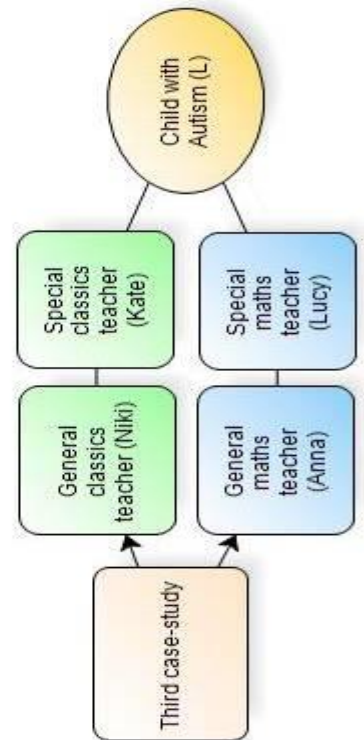 Third case-study
General
classics
teacher (Niki)
Special
classics
teacher
(Kate)
General
maths
teacher
(Anna)
Special
maths
teacher
(Lucy)
Child with
Autism (L)